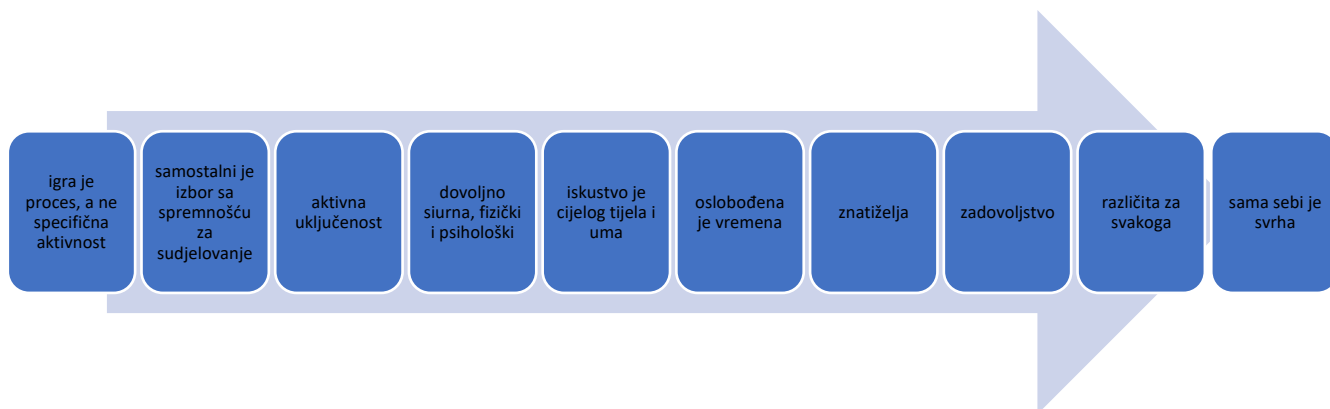 igra je
proces, a ne
specifična
aktivnost
samostalni je
izbor sa
spremnošću
za
sudjelovanje
aktivna
uključenost
dovoljno
siurna, fizički
i psihološki
iskustvo je
cijelog tijela i
uma
oslobođena
je vremena
znatiželja
zadovoljstvo
različita za
svakoga
sama sebi je
svrha